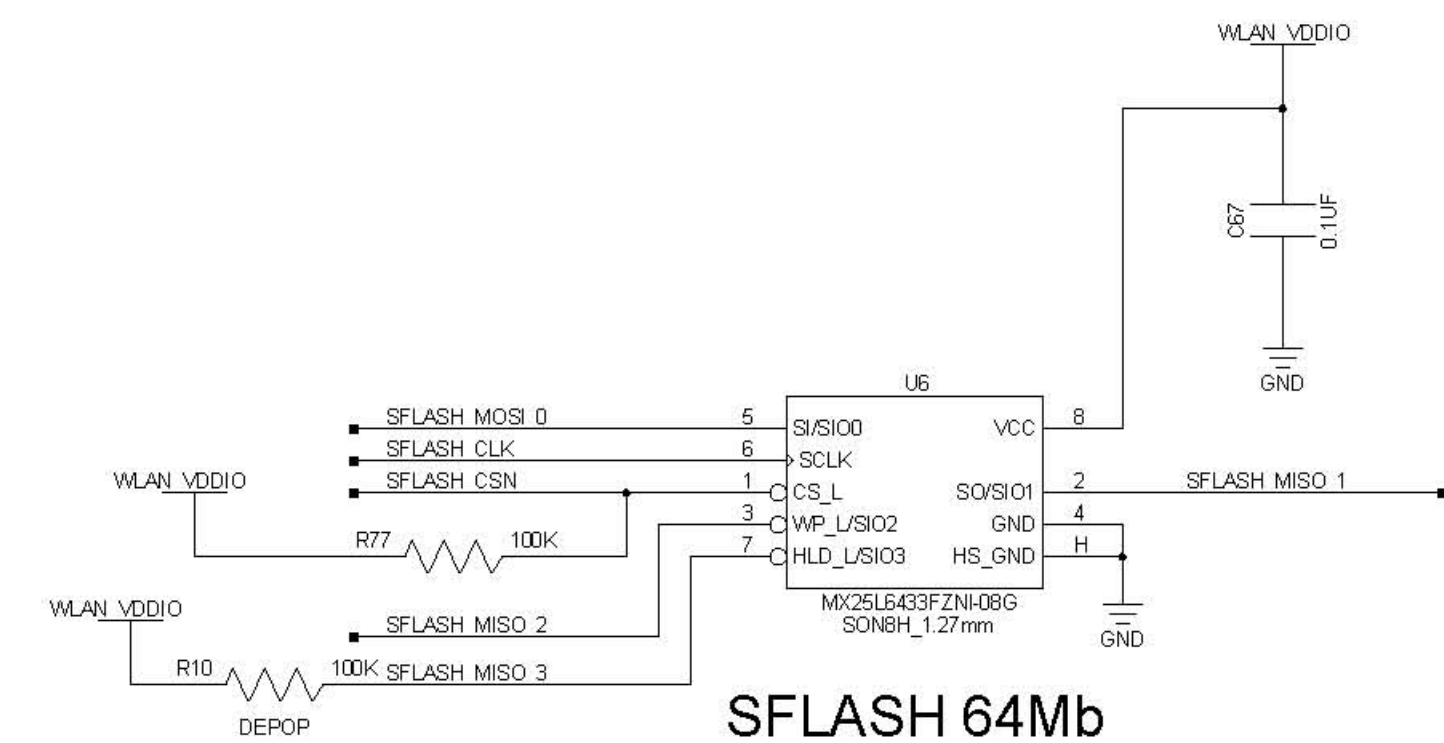 WLAN_VDDIO
C67
0.1UF
GND
U6
SFLASH_MOSI_0
5
SI/SIO0
VCC
8
SFLASH_CLK
6
SCLK
WLAN_VDDIO
SFLASH_CSN
1
CS_L
SO/SIO1
2
SFLASH_MISO_1
3
WP_L/SIO2
GND
4
R77
100K
7
HLD_L/SIO3
HS_GND
H
MX25L6433FZNI-08G
SON8H_1.27mm
GND
WLAN_VDDIO
SFLASH_MISO_2
R10
100K
SFLASH_MISO_3
DEPOP
SFLASH 64Mb